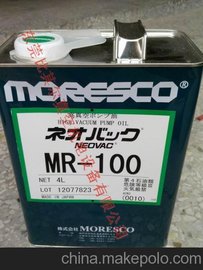 MORESCO
高真空ポンプ油
HIGH VACUUM PUMP OIL
ネオバック
NEOVAC
MR-100
NET 4L
LOT 12077823
MADE IN JAPAN
第4石油類
危険等級Ⅲ
火気厳禁
(0010)
株式会社MORESCO
1688.com